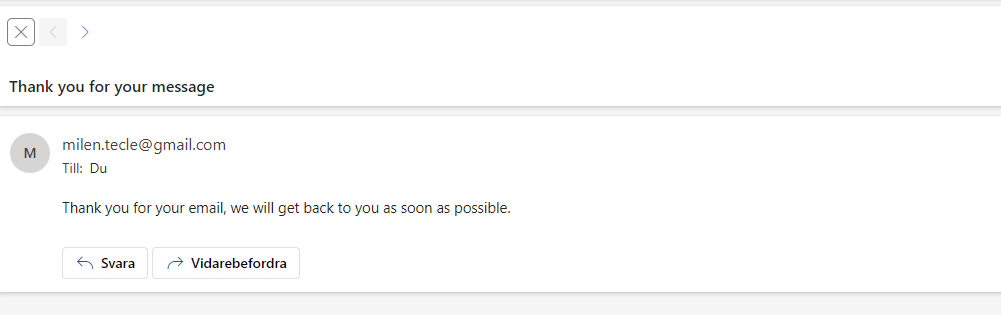 Thank you for your message
M
milen.tecle@gmail.com
Till: Du
Thank you for your email, we will get back to you as soon as possible.
Svara
Vidarebefordra